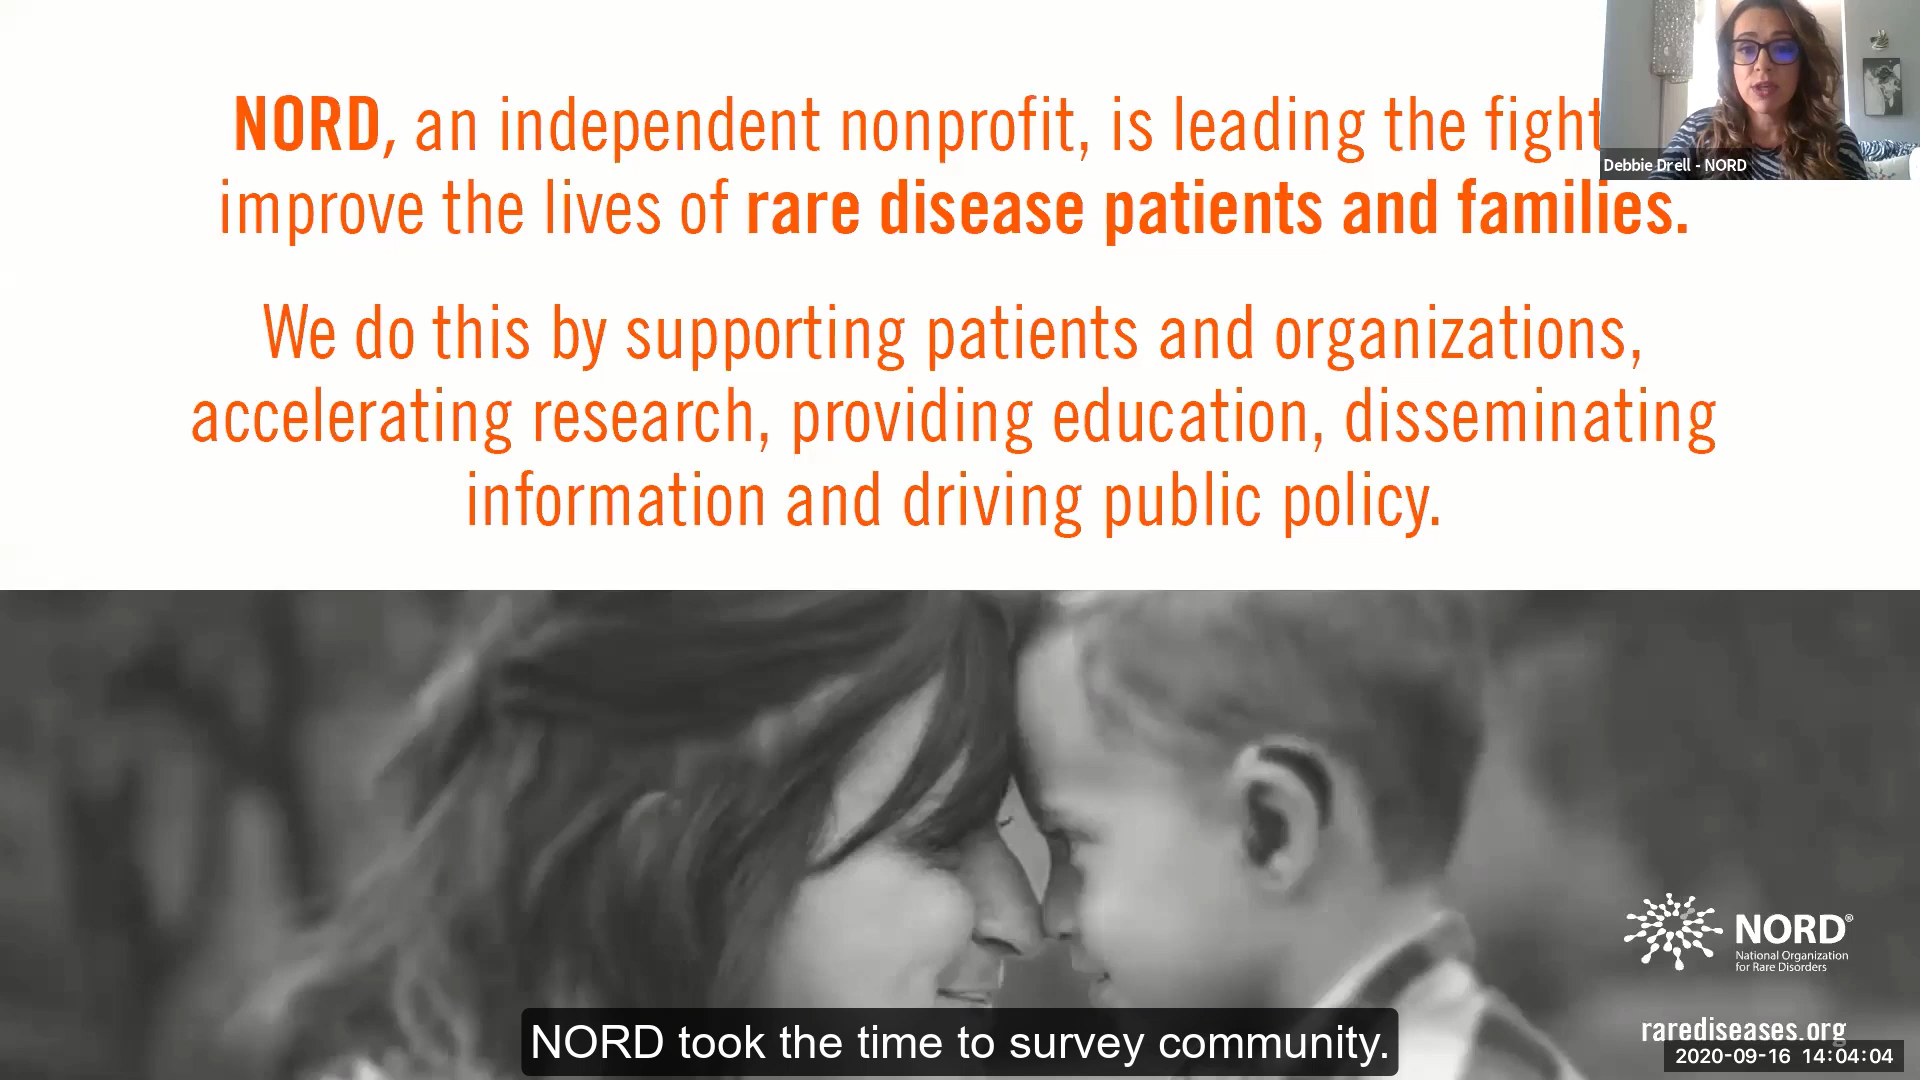 NORD, an independent nonprofit, is leading the fight
improve the lives of rare disease patients and families.
We do this by supporting patients and organizations,
accelerating research, providing education, disseminating
information and driving public policy.
Debbie Drell - NORD
NORD®
National Organization
for Rare Disorders
rarediseases.org
NORD took the time to survey community.
2020-09-16 14:04:04